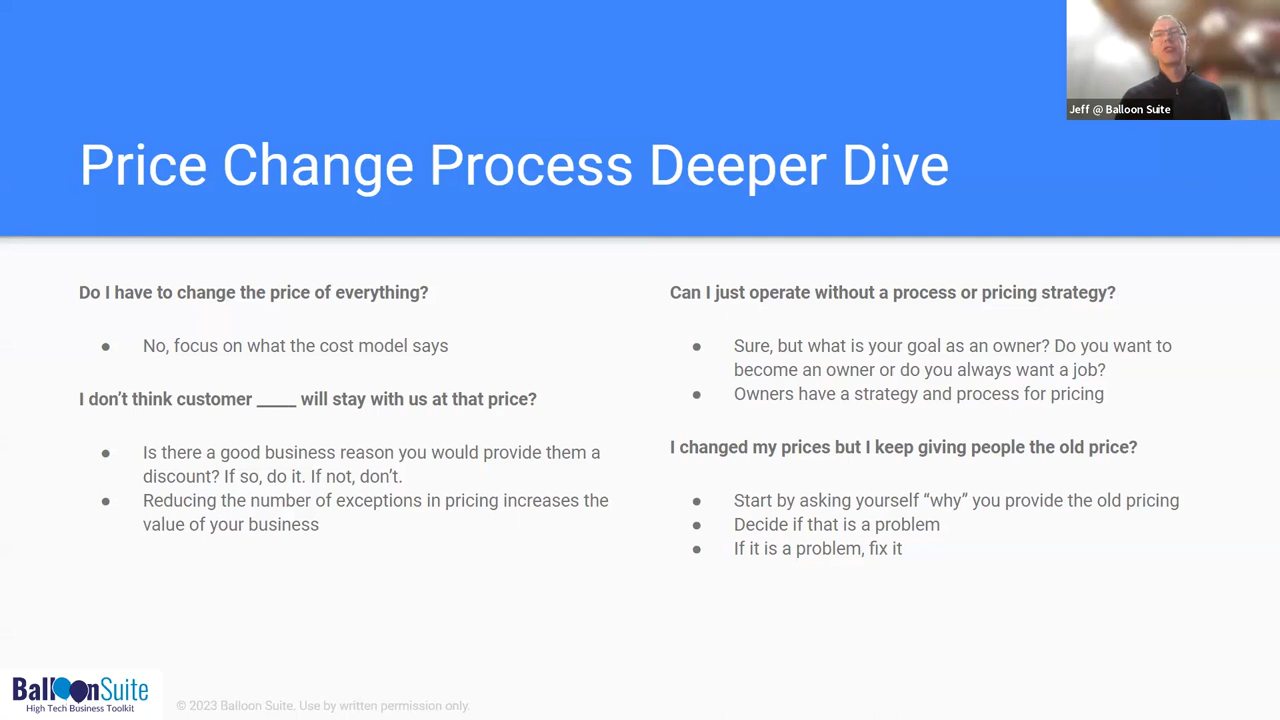 Jeff @ Balloon Suite
Price Change Process Deeper Dive
Do I have to change the price of everything?
● No, focus on what the cost model says
I don’t think customer _____ will stay with us at that price?
● Is there a good business reason you would provide them a
discount? If so, do it. If not, don’t.
● Reducing the number of exceptions in pricing increases the
value of your business
Can I just operate without a process or pricing strategy?
● Sure, but what is your goal as an owner? Do you want to
become an owner or do you always want a job?
● Owners have a strategy and process for pricing
I changed my prices but I keep giving people the old price?
● Start by asking yourself “why” you provide the old pricing
● Decide if that is a problem
● If it is a problem, fix it
BalloonSuite
High Tech Business Toolkit
© 2023 Balloon Suite. Use by written permission only.